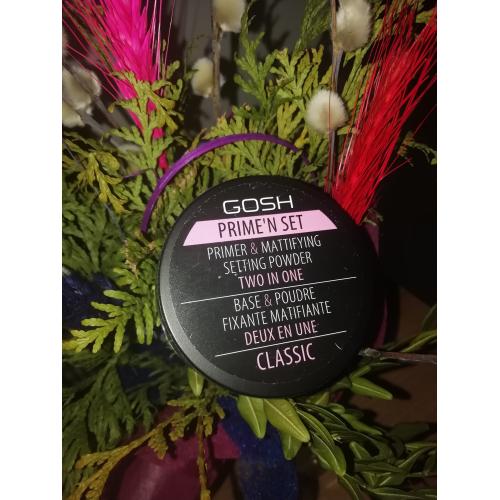 GOSH
PRIME'N SET
PRIMER & MATTIFYING
SETTING POWDER
TWO IN ONE
BASE & POUDRE
FIXANTE MATIFIANTE
DEUX EN UNE
CLASSIC